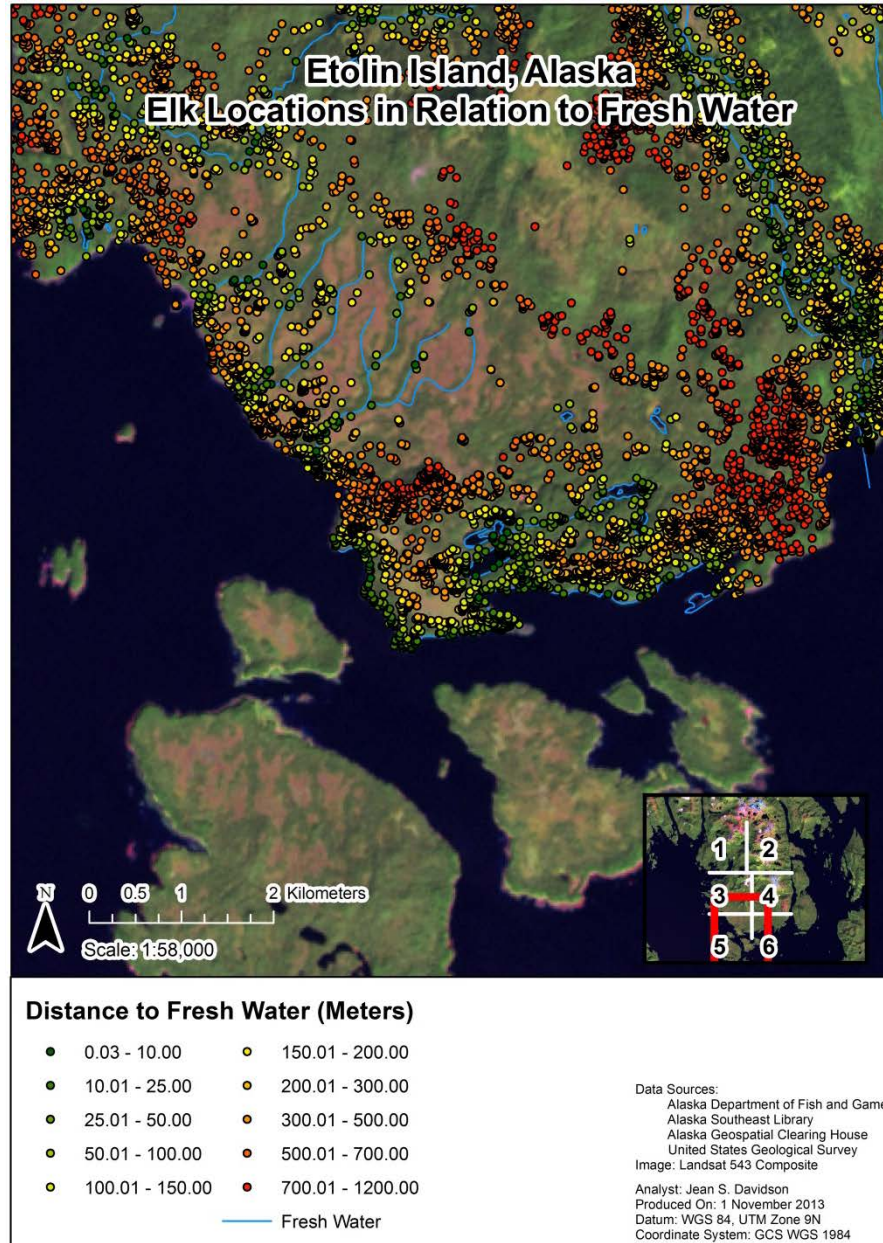 Etolin Island, Alaska
Elk Locations in Relation to Fresh Water
1 2
3 4
5 6
N 0 0.5 1 2 Kilometers
Scale: 1:58,000
Distance to Fresh Water (Meters)
0.03 - 10.00
10.01 - 25.00
25.01 - 50.00
50.01 - 100.00
100.01 - 150.00
150.01 - 200.00
200.01 - 300.00
300.01 - 500.00
500.01 - 700.00
700.01 - 1200.00
Fresh Water
Data Sources:
Alaska Department of Fish and Game
Alaska Southeast Library
Alaska Geospatial Clearing House
United States Geological Survey
Image: Landsat 543 Composite
Analyst: Jean S. Davidson
Produced On: 1 November 2013
Datum: WGS 84, UTM Zone 9N
Coordinate System: GCS WGS 1984